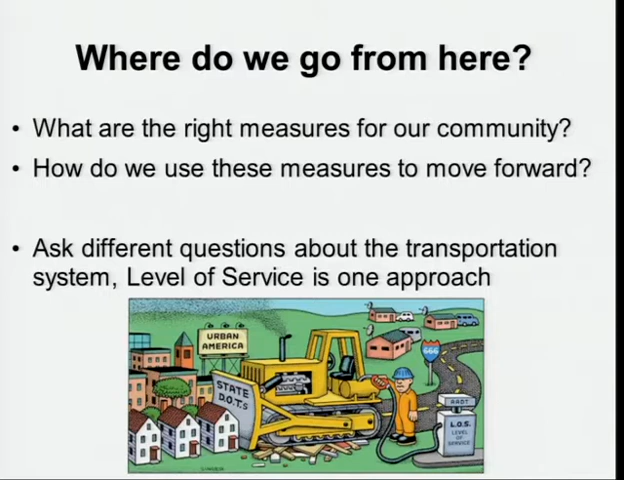 Where do we go from here?
• What are the right measures for our community?
• How do we use these measures to move forward?
• Ask different questions about the transportation
system, Level of Service is one approach
URBAN
AMERICA
666
STATE
D.O.T.s
AADT
L.O.S.
LEVEL
OF
SERVICE